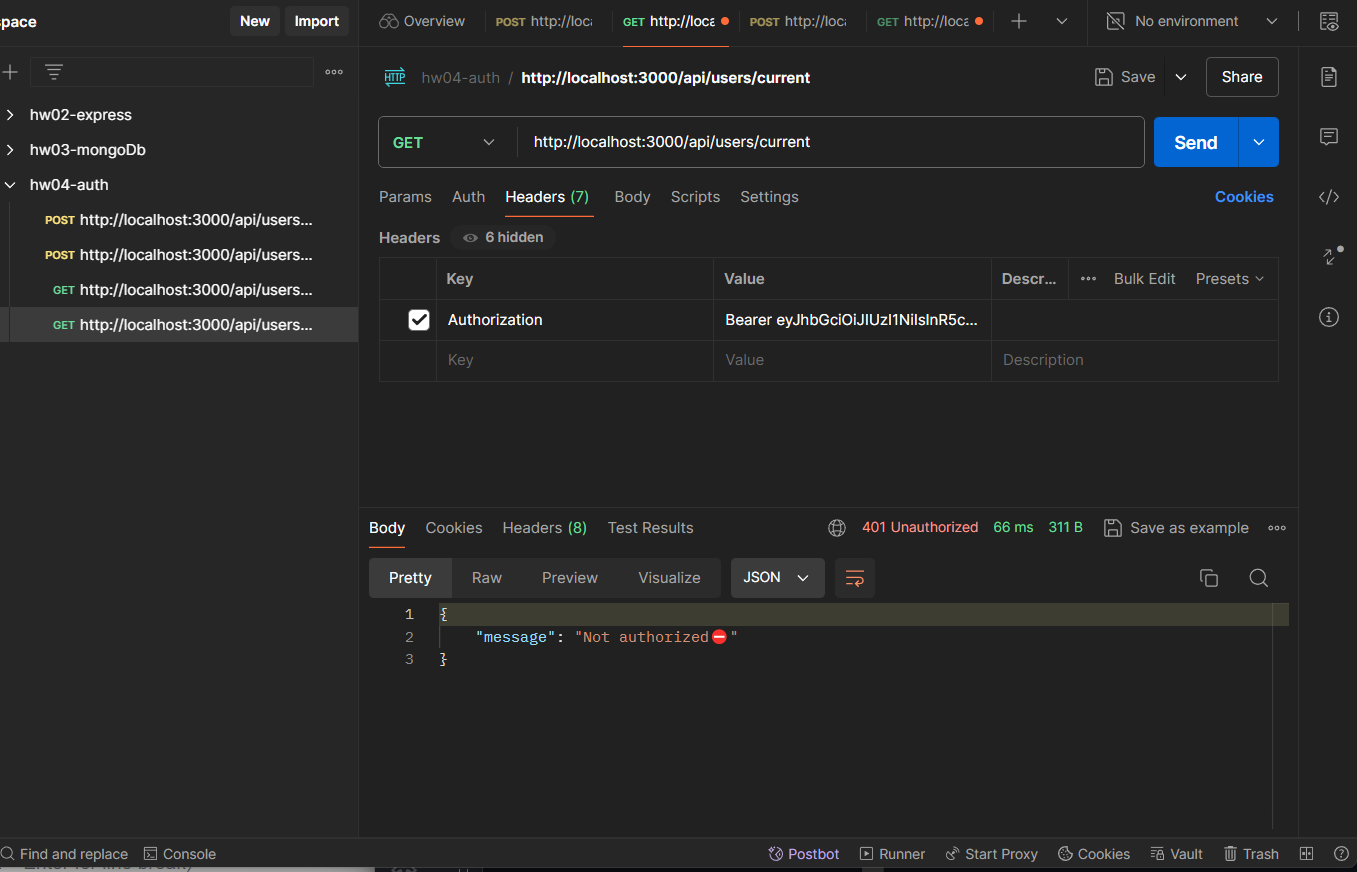 space
New
Import
Overview
POST http://loca
GET http://loca
POST http://loca
GET http://loca
No environment
hw04-auth / http://localhost:3000/api/users/current
Save
Share
hw02-express
hw03-mongoDb
hw04-auth
POST http://localhost:3000/api/users...
POST http://localhost:3000/api/users...
GET http://localhost:3000/api/users...
GET http://localhost:3000/api/users...
GET
http://localhost:3000/api/users/current
Send
Params
Auth
Headers (7)
Body
Scripts
Settings
Cookies
Headers
6 hidden
Key
Value
Descr...
Bulk Edit
Presets
Authorization
Bearer eyJhbGciOiJIUzI1NiIsInR5c...
Key
Value
Description
Body
Cookies
Headers (8)
Test Results
401 Unauthorized
66 ms
311 B
Save as example
Pretty
Raw
Preview
Visualize
JSON
1 {
2 "message": "Not authorized⛔"
3 }
Find and replace
Console
Postbot
Runner
Start Proxy
Cookies
Vault
Trash